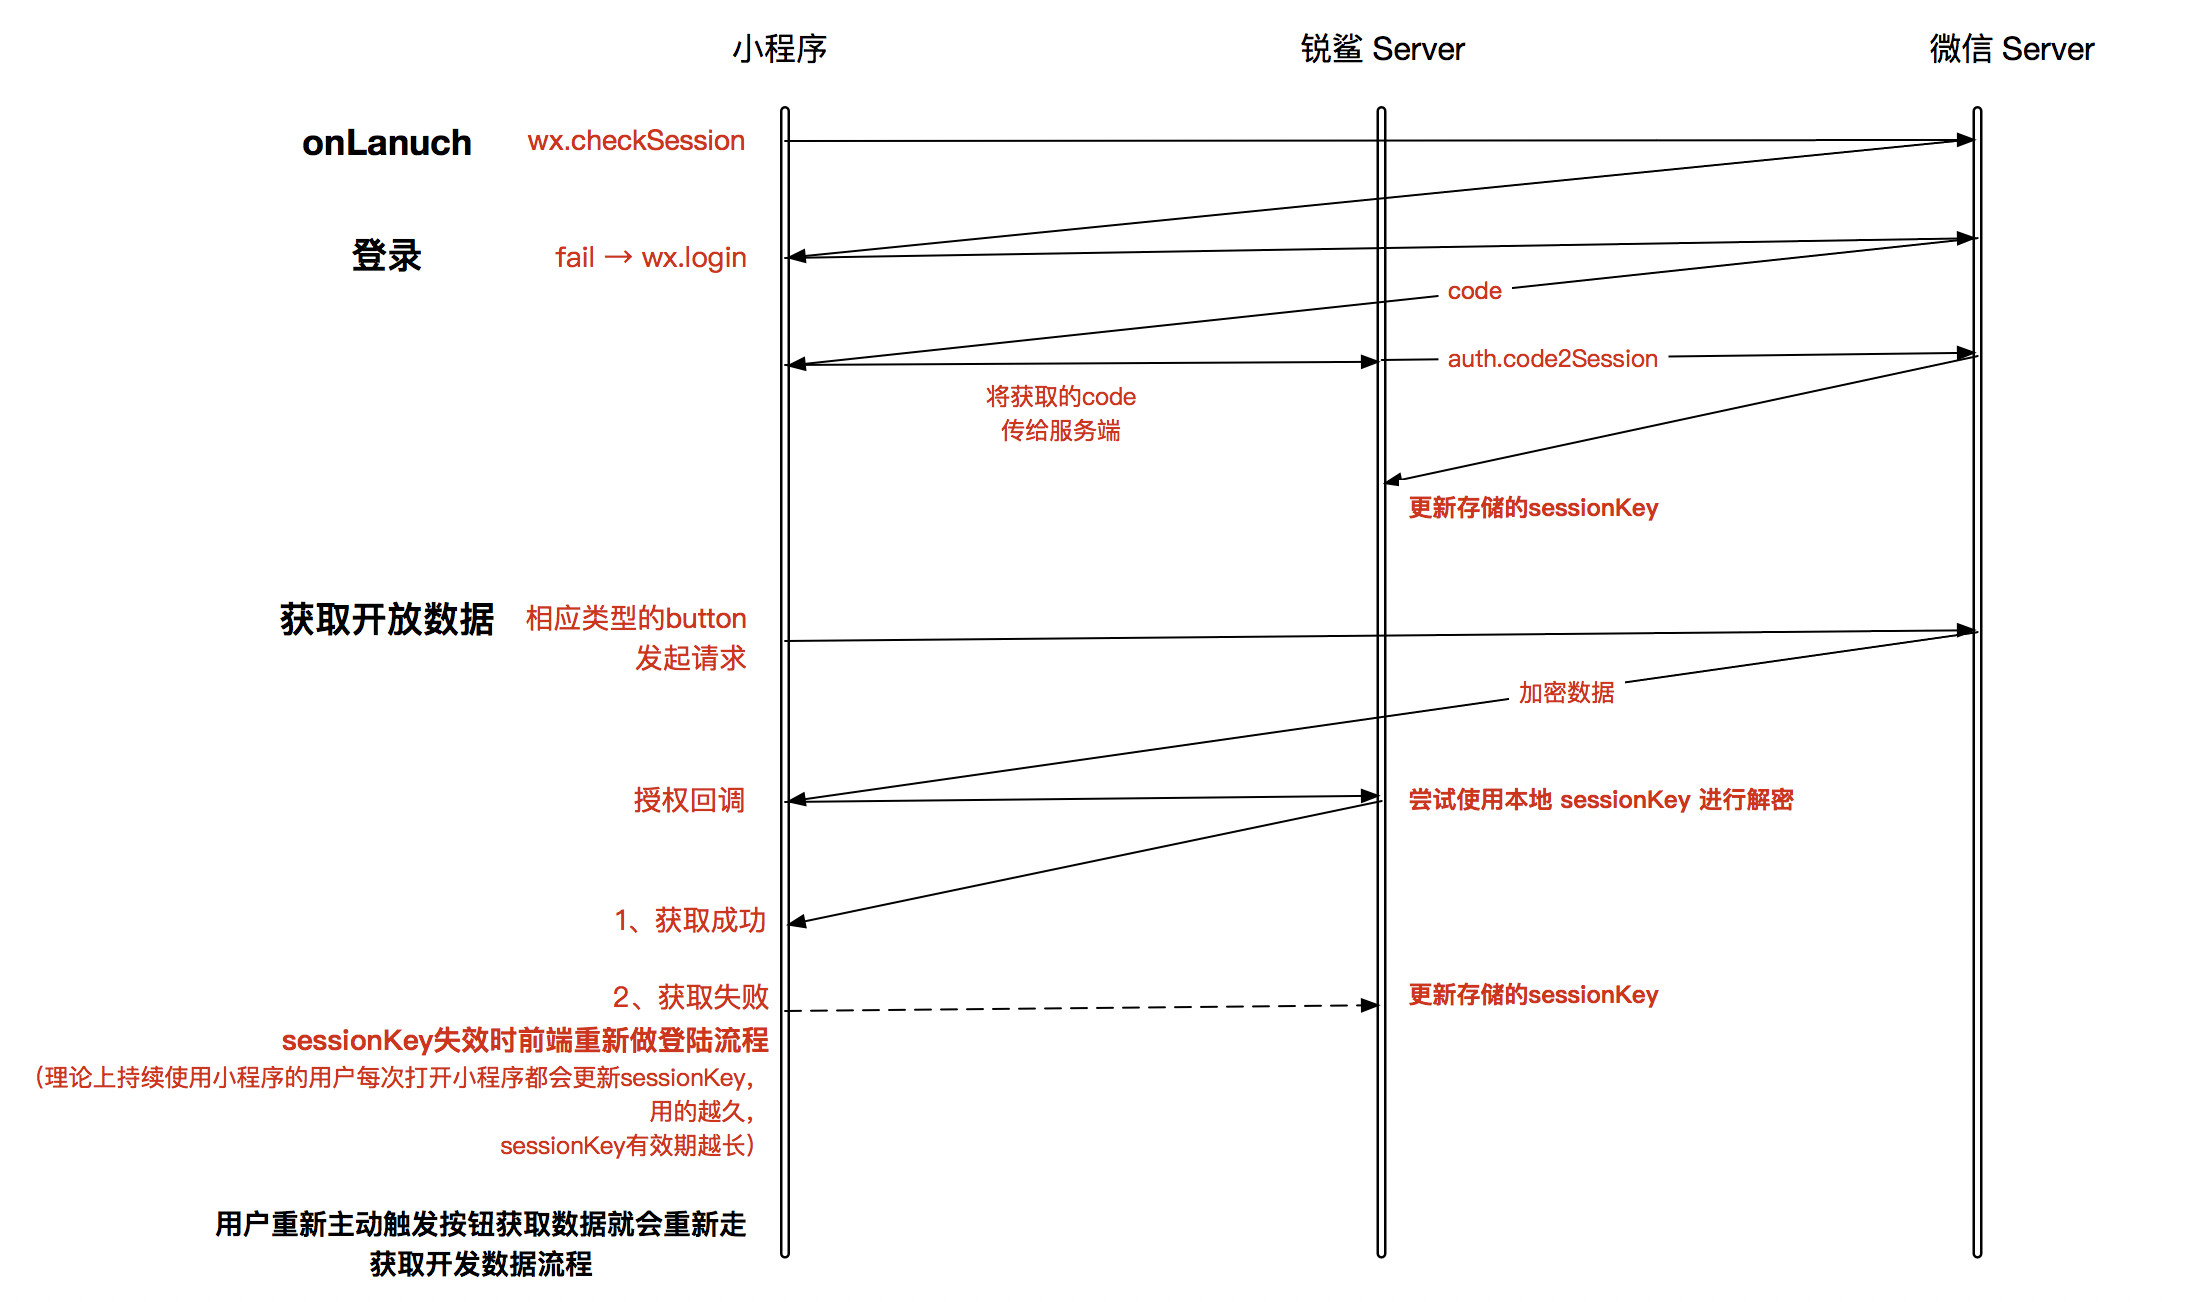 小程序
锐鲨 Server
微信 Server
onLanuch
wx.checkSession
登录
fail → wx.login
code
auth.code2Session
将获取的code
传给服务端
更新存储的sessionKey
获取开放数据
相应类型的button
发起请求
加密数据
授权回调
尝试使用本地 sessionKey 进行解密
1、获取成功
2、获取失败
更新存储的sessionKey
sessionKey失效时前端重新做登陆流程
（理论上持续使用小程序的用户每次打开小程序都会更新sessionKey，
用的越久，
sessionKey有效期越长）
用户重新主动触发按钮获取数据就会重新走
获取开发数据流程